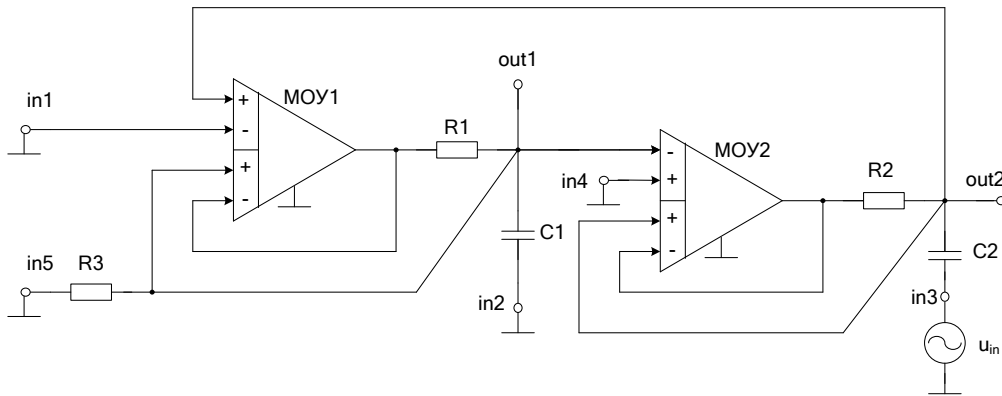 out1
in1
МОУ1
+
-
+
-
R1
МОУ2
-
+
+
-
in4
R2
out2
in5
R3
C1
in2
C2
in3
uin